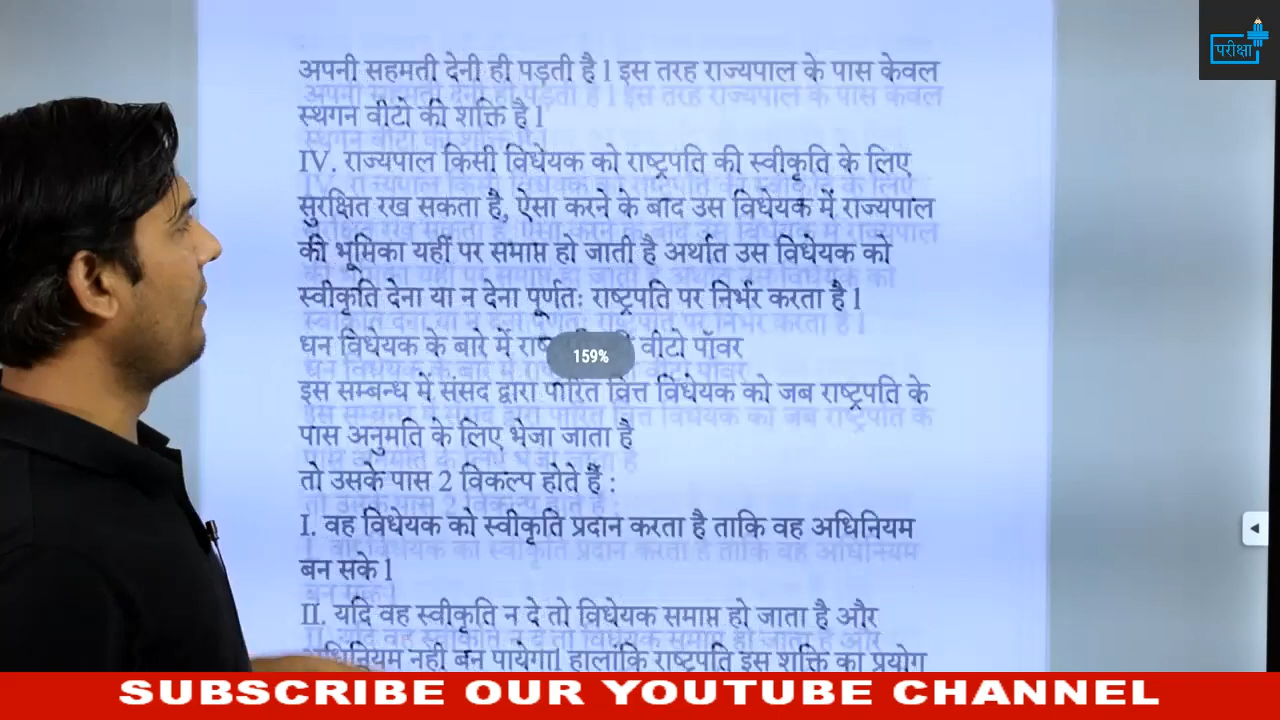 परीक्षा
अपनी सहमती देनी ही पड़ती है l इस तरह राज्यपाल के पास केवल
स्थगन वीटो की शक्ति है l
IV. राज्यपाल किसी विधेयक को राष्ट्रपति की स्वीकृति के लिए
सुरक्षित रख सकता है, ऐसा करने के बाद उस विधेयक में राज्यपाल
की भूमिका यहीं पर समाप्त हो जाती है अर्थात उस विधेयक को
स्वीकृति देना या न देना पूर्णतः राष्ट्रपति पर निर्भर करता है l
धन विधेयक के बारे में वीटो पॉवर
159%
इस सम्बन्ध में संसद द्वारा पारित वित्त विधेयक को जब राष्ट्रपति के
पास अनुमति के लिए भेजा जाता है
तो उसके पास 2 विकल्प होते हैं :
I. वह विधेयक को स्वीकृति प्रदान करता है ताकि वह अधिनियम
बन सके l
II. यदि वह स्वीकृति न दे तो विधेयक समाप्त हो जाता है और
अधिनियम नही बन पायेगाl हालांकि राष्ट्रपति इस शक्ति का प्रयोग
SUBSCRIBE OUR YOUTUBE CHANNEL